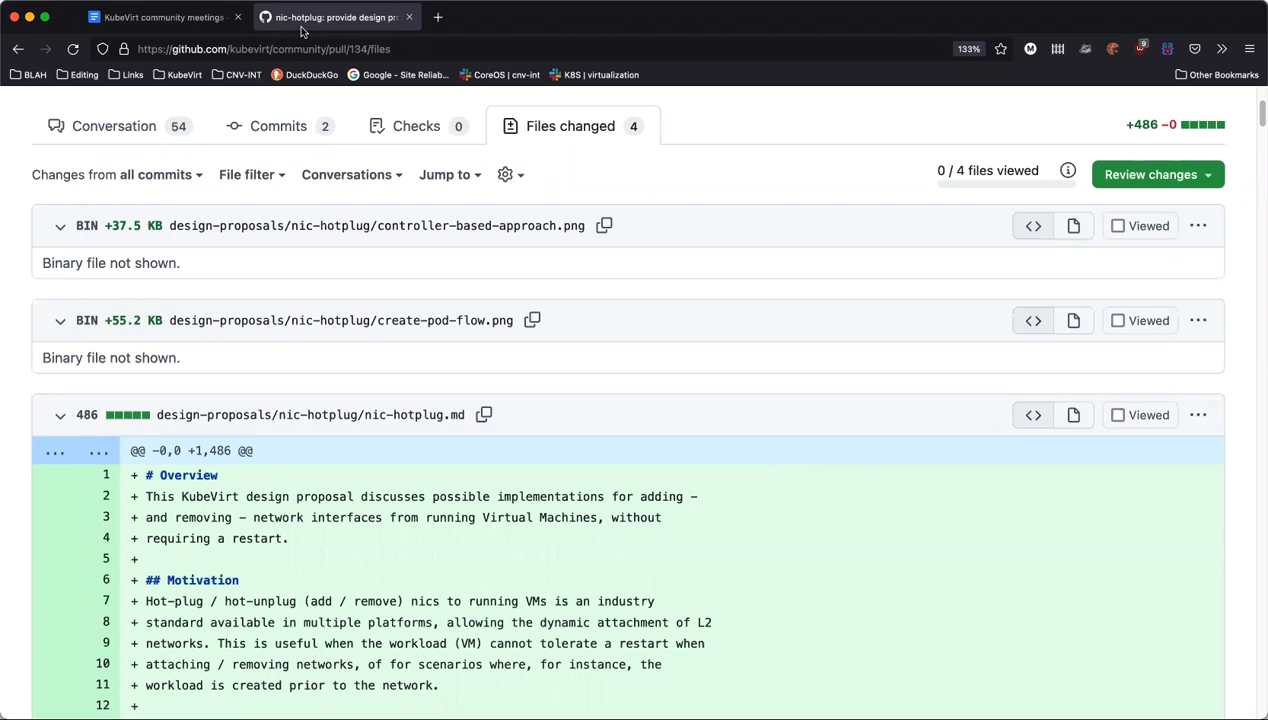 KubeVirt community meetings
nic-hotplug: provide design pr
https://github.com/kubevirt/community/pull/134/files
133%
9
BLAH
Editing
Links
KubeVirt
CNV-INT
DuckDuckGo
Google - Site Reliab…
CoreOS | cnv-int
K8S | virtualization
Other Bookmarks
Conversation 54
Commits 2
Checks 0
Files changed 4
+486 −0
Changes from all commits
File filter
Conversations
Jump to
0 / 4 files viewed
Review changes
BIN +37.5 KB design-proposals/nic-hotplug/controller-based-approach.png
Viewed
Binary file not shown.
BIN +55.2 KB design-proposals/nic-hotplug/create-pod-flow.png
Viewed
Binary file not shown.
486 design-proposals/nic-hotplug/nic-hotplug.md
Viewed
... ... @@ -0,0 +1,486 @@
1 + # Overview
2 + This KubeVirt design proposal discusses possible implementations for adding -
3 + and removing - network interfaces from running Virtual Machines, without
4 + requiring a restart.
5 +
6 + ## Motivation
7 + Hot-plug / hot-unplug (add / remove) nics to running VMs is an industry
8 + standard available in multiple platforms, allowing the dynamic attachment of L2
9 + networks. This is useful when the workload (VM) cannot tolerate a restart when
10 + attaching / removing networks, of for scenarios where, for instance, the
11 + workload is created prior to the network.
12 +